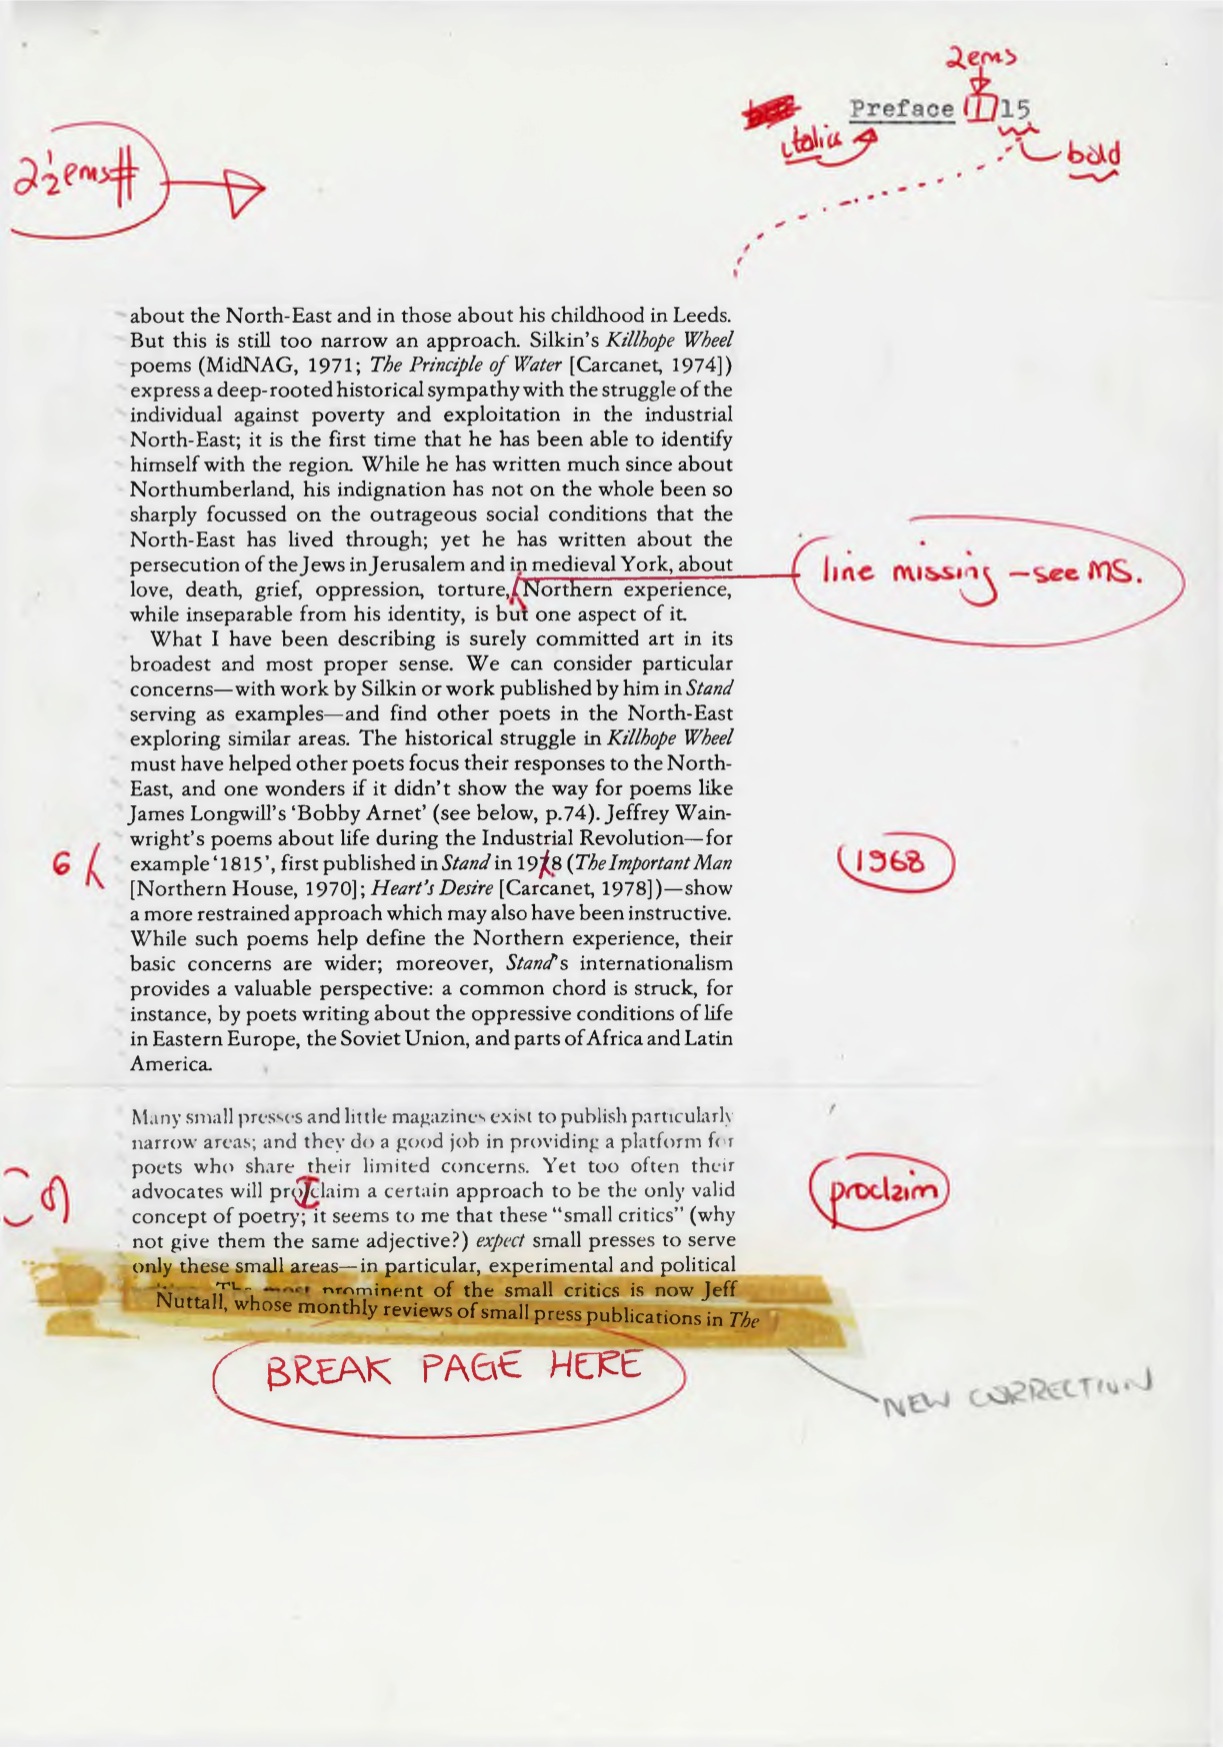 2ems
Preface 15
italics
bold
2½ems#
about the North-East and in those about his childhood in Leeds.
But this is still too narrow an approach. Silkin's Killhope Wheel
poems (MidNAG, 1971; The Principle of Water [Carcanet, 1974])
express a deep-rooted historical sympathy with the struggle of the
individual against poverty and exploitation in the industrial
North-East; it is the first time that he has been able to identify
himself with the region. While he has written much since about
Northumberland, his indignation has not on the whole been so
sharply focussed on the outrageous social conditions that the
North-East has lived through; yet he has written about the
persecution of the Jews in Jerusalem and in medieval York, about
line missing – see MS.
love, death, grief, oppression, torture, Northern experience,
while inseparable from his identity, is but one aspect of it.
What I have been describing is surely committed art in its
broadest and most proper sense. We can consider particular
concerns—with work by Silkin or work published by him in Stand
serving as examples—and find other poets in the North-East
exploring similar areas. The historical struggle in Killhope Wheel
must have helped other poets focus their responses to the North-
East, and one wonders if it didn't show the way for poems like
James Longwill's 'Bobby Arnet' (see below, p.74). Jeffrey Wain-
wright's poems about life during the Industrial Revolution—for
6
example '1815', first published in Stand in 1978 (The Important Man
1968
[Northern House, 1970]; Heart's Desire [Carcanet, 1978])—show
a more restrained approach which may also have been instructive.
While such poems help define the Northern experience, their
basic concerns are wider; moreover, Stand's internationalism
provides a valuable perspective: a common chord is struck, for
instance, by poets writing about the oppressive conditions of life
in Eastern Europe, the Soviet Union, and parts of Africa and Latin
America.
Many small presses and little magazines exist to publish particularly
narrow areas; and they do a good job in providing a platform for
poets who share their limited concerns. Yet too often their
advocates will pro/claim a certain approach to be the only valid
proclaim
concept of poetry; it seems to me that these "small critics" (why
not give them the same adjective?) expect small presses to serve
only these small areas—in particular, experimental and political
The most prominent of the small critics is now Jeff
Nuttall, whose monthly reviews of small press publications in The
BREAK PAGE HERE
NEW CORRECTION